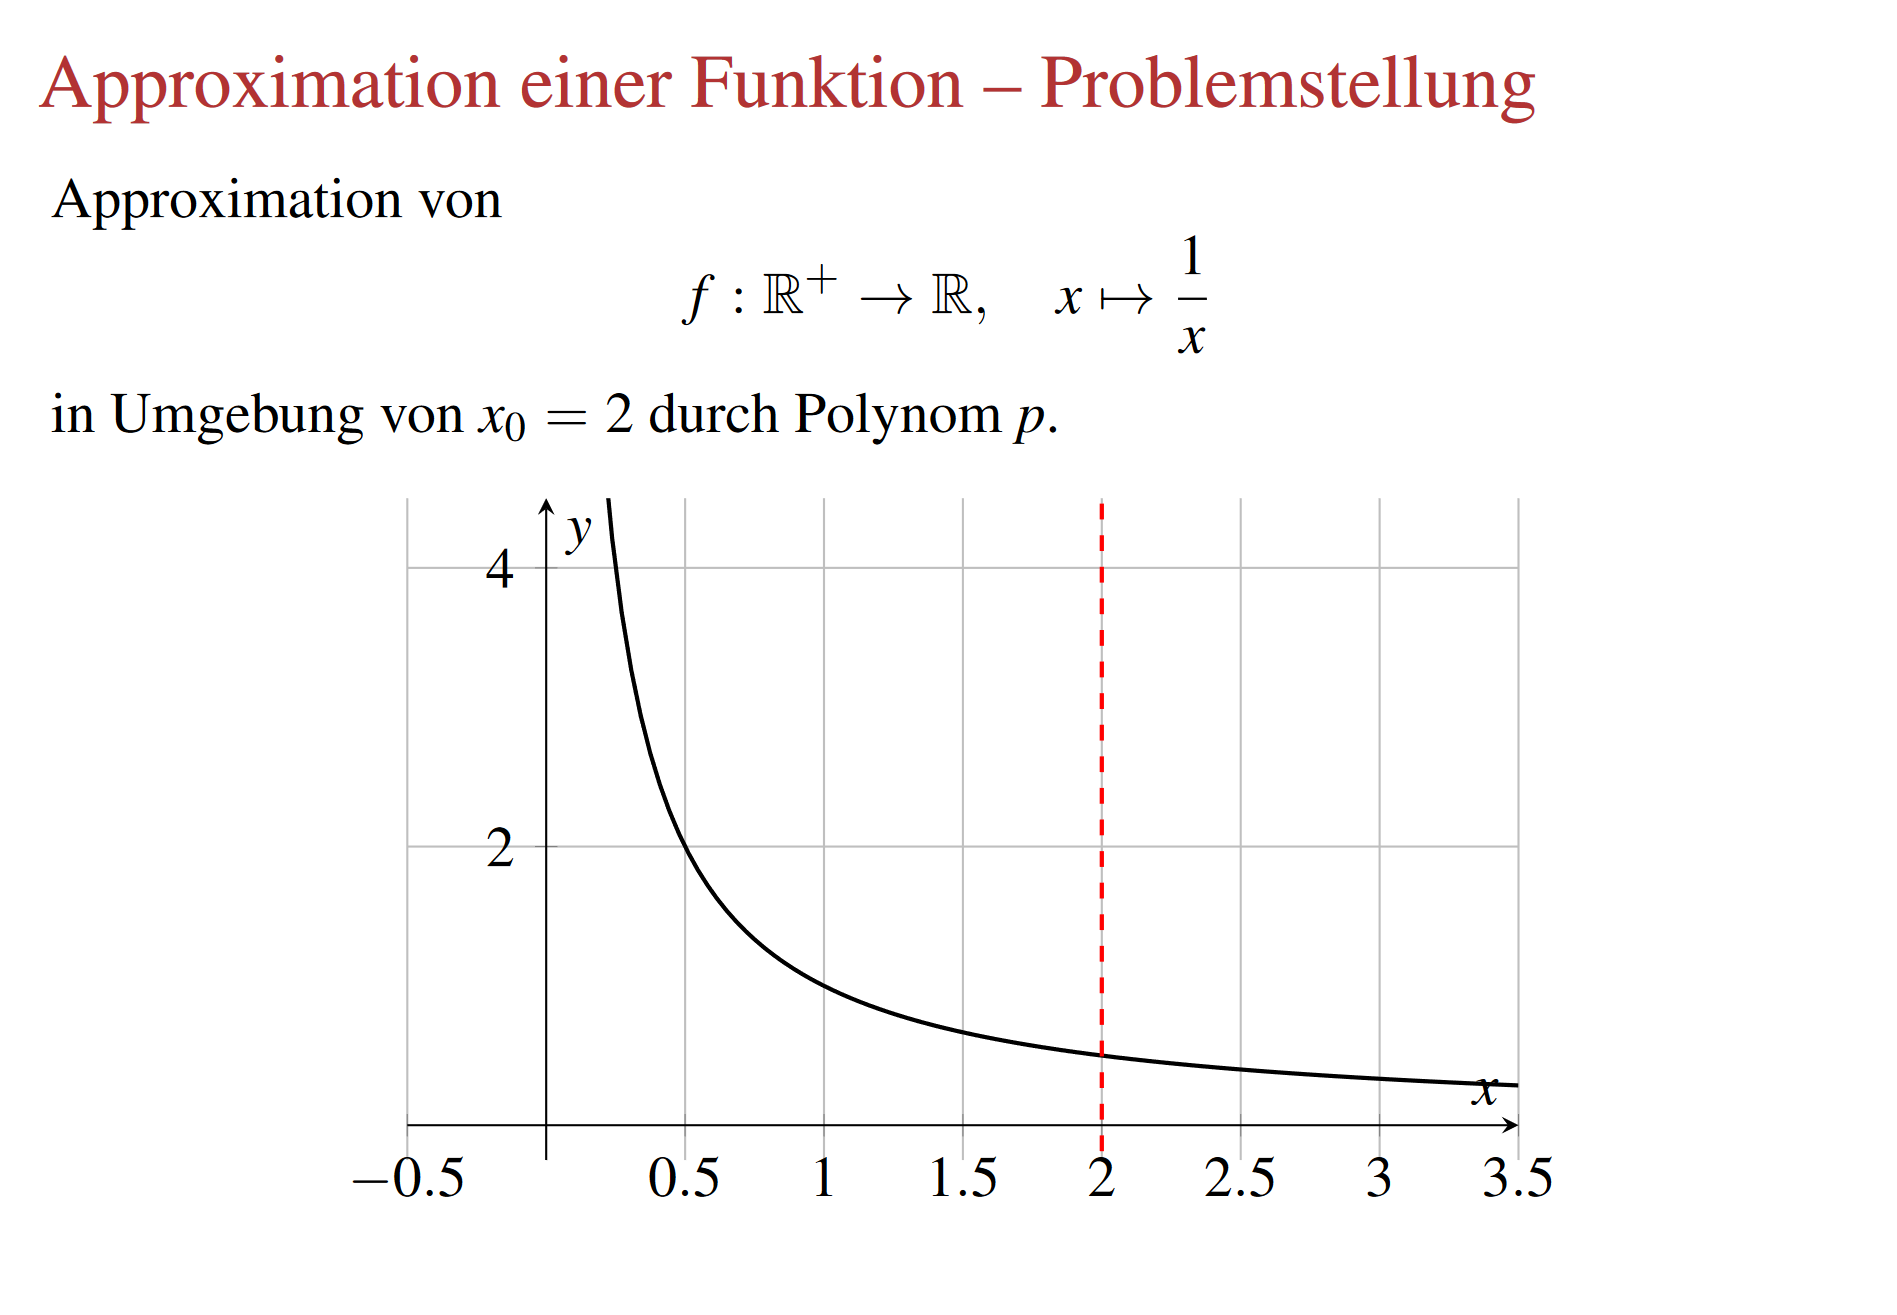 Approximation einer Funktion – Problemstellung
Approximation von
f : ℝ⁺ → ℝ, x ↦ 1/x
in Umgebung von x₀ = 2 durch Polynom p.
y
4
2
x
−0.5 0.5 1 1.5 2 2.5 3 3.5